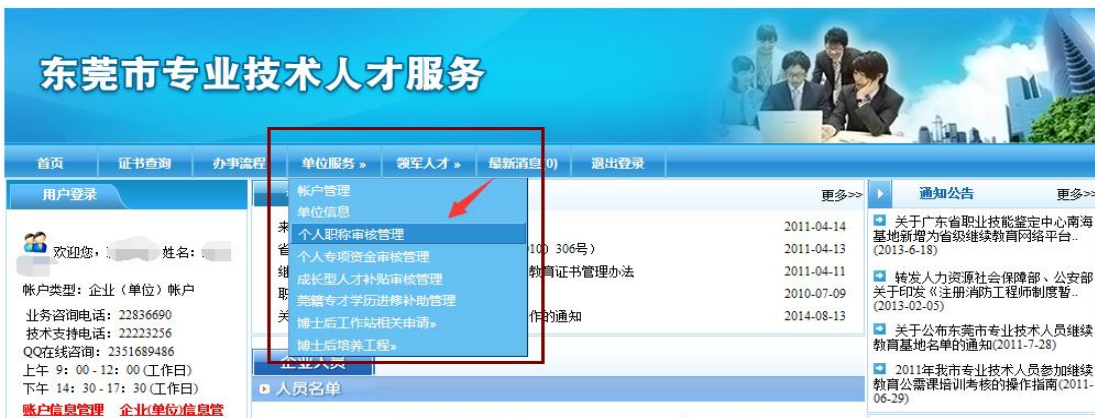 东莞市专业技术人才服务
首页 证书查询 办事流程 单位服务 » 领军人才 » 最新消息(0) 退出登录
用户登录
欢迎您, 姓名:
帐户类型:企业(单位)帐户
业务咨询电话:22836690
技术支持电话:22223256
QQ在线咨询:2351689486
上午 9:00-12:00(工作日)
下午 14:30-17:30(工作日)
账户信息管理 企业(单位)信息管
帐户管理
单位信息
个人职称审核管理
个人专项资金审核管理
成长型人才补贴审核管理
莞籍专才学历进修补助管理
博士后工作站相关申请»
博士后培养工程»
更多>>
2011-04-14
306号) 2011-04-13
教育证书管理办法 2011-04-11
2010-07-09
作的通知 2014-08-13
企业人员
人员名单
通知公告 更多>>
关于广东省职业技能鉴定中心南海
基地新增为省级继续教育网络平台..
(2013-6-18)
转发人力资源社会保障部、公安部
关于印发《注册消防工程师制度暂..
(2013-02-05)
关于公布东莞市专业技术人员继续
教育基地名单的通知(2011-7-28)
2011年我市专业技术人员参加继续
教育公需课培训考核的操作指南(2011-
06-29)